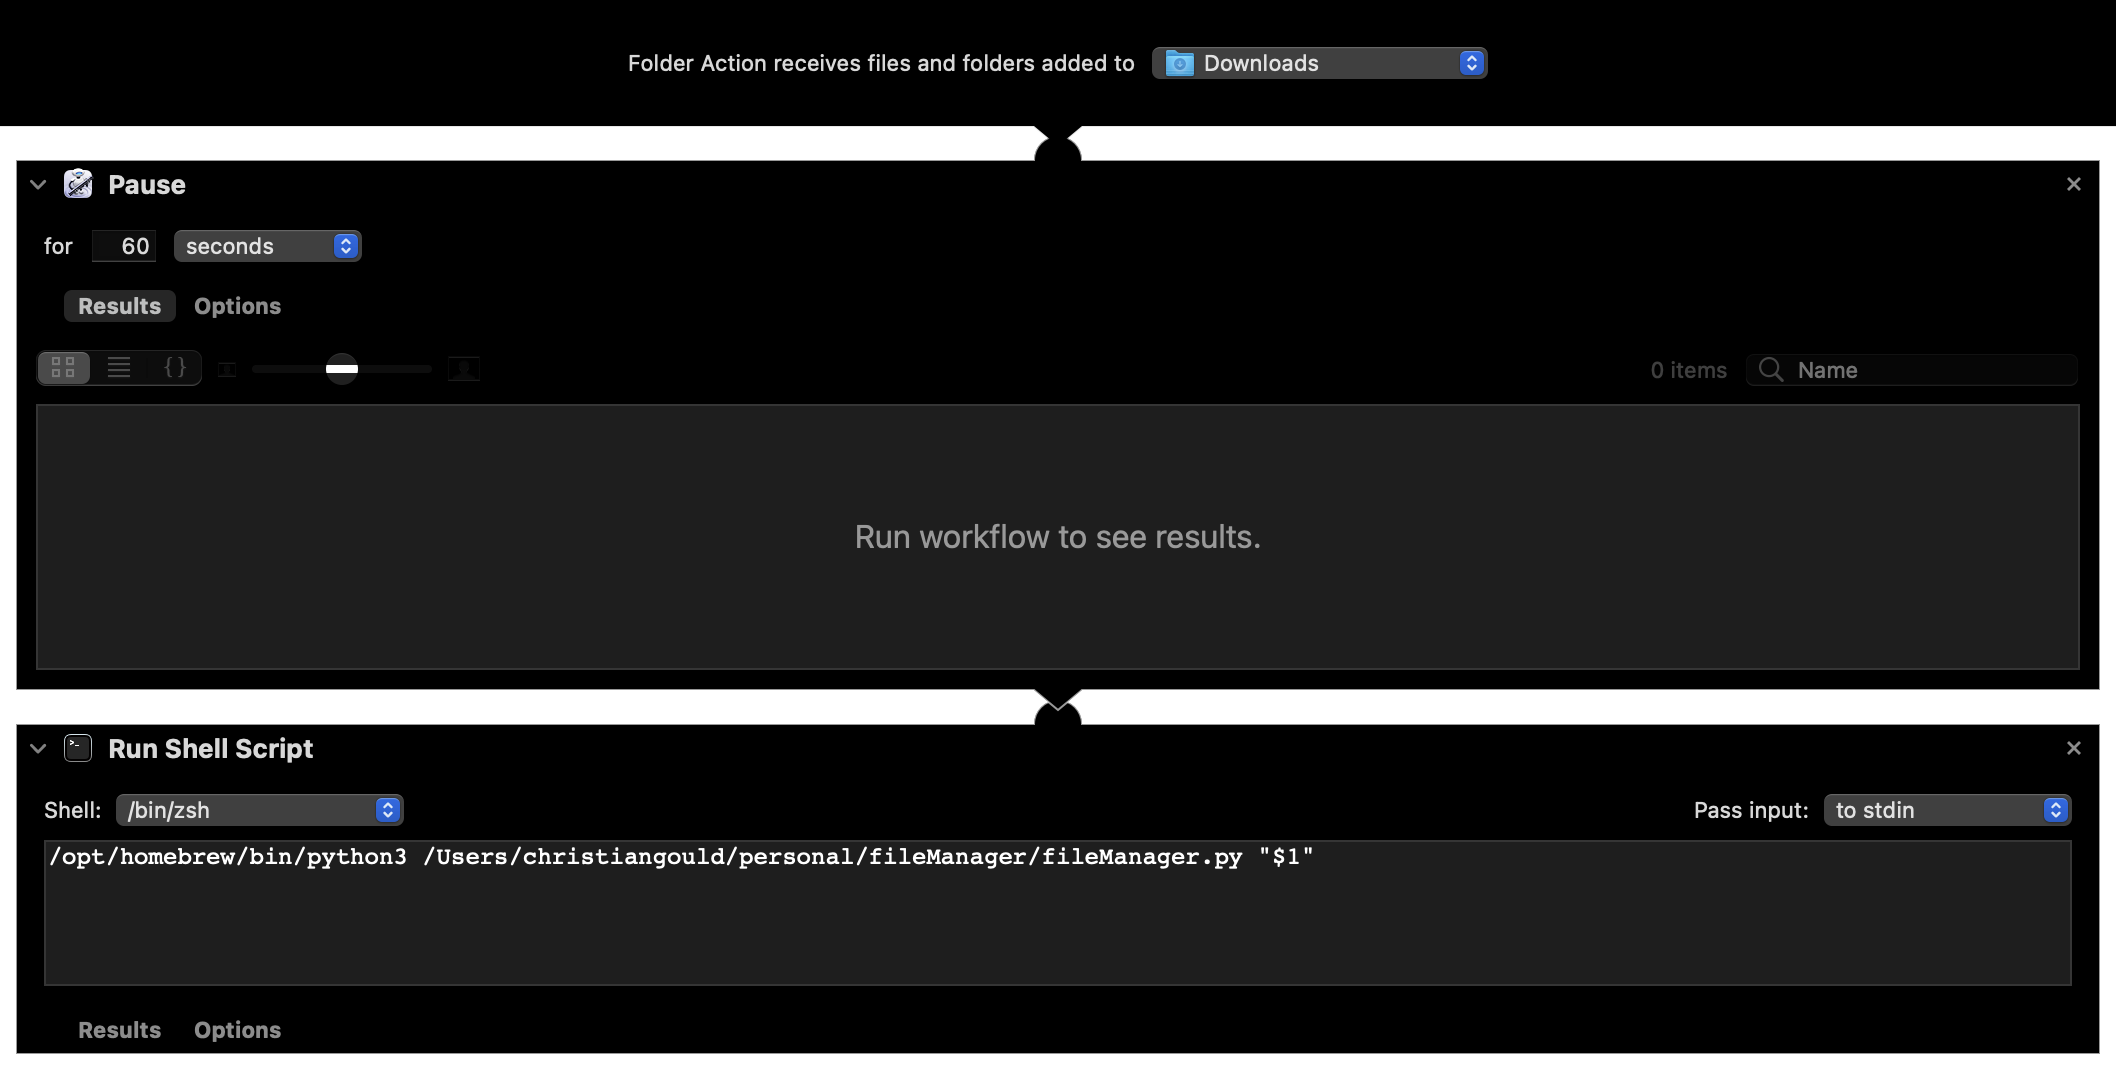 Folder Action receives files and folders added to Downloads
Pause
for 60 seconds
Results Options
{} 0 items Name
Run workflow to see results.
Run Shell Script
Shell: /bin/zsh Pass input: to stdin
/opt/homebrew/bin/python3 /Users/christiangould/personal/fileManager/fileManager.py "$1"
Results Options